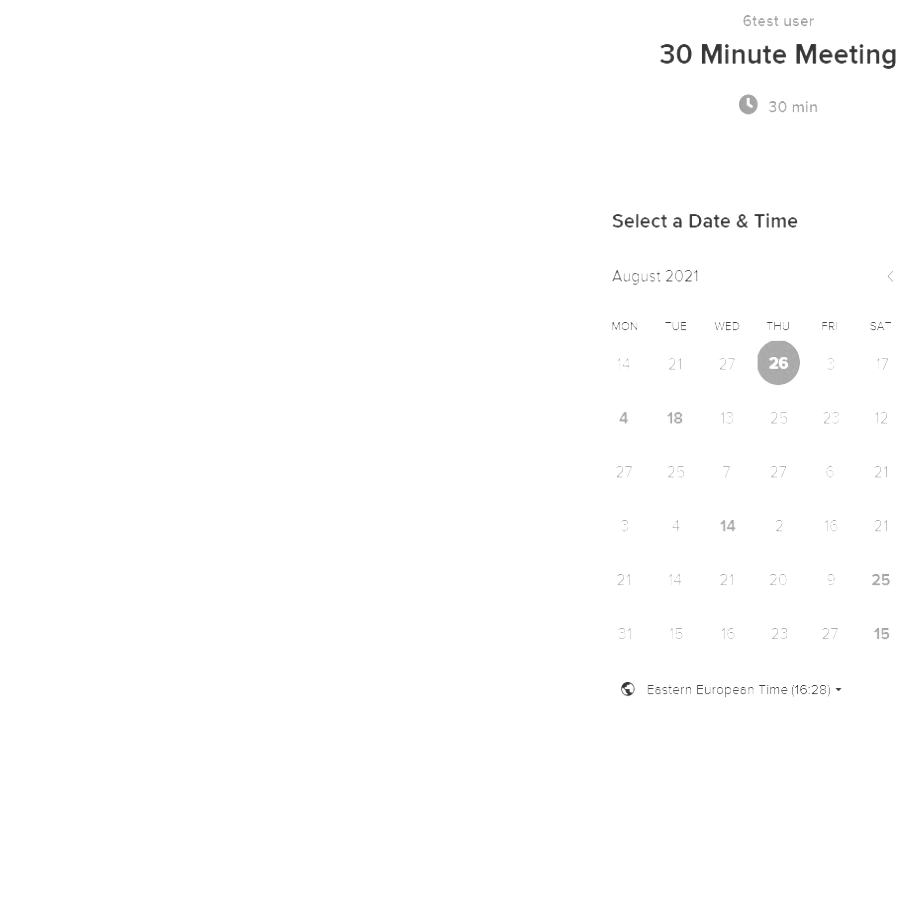 6test user
30 Minute Meeting
30 min
Select a Date & Time
August 2021
MON TUE WED THU FRI SAT
14 21 27 26 3 17
4 18 13 25 23 12
27 25 7 27 6 21
3 4 14 2 16 21
21 14 21 20 9 25
31 15 16 23 27 15
Eastern European Time (16:28)